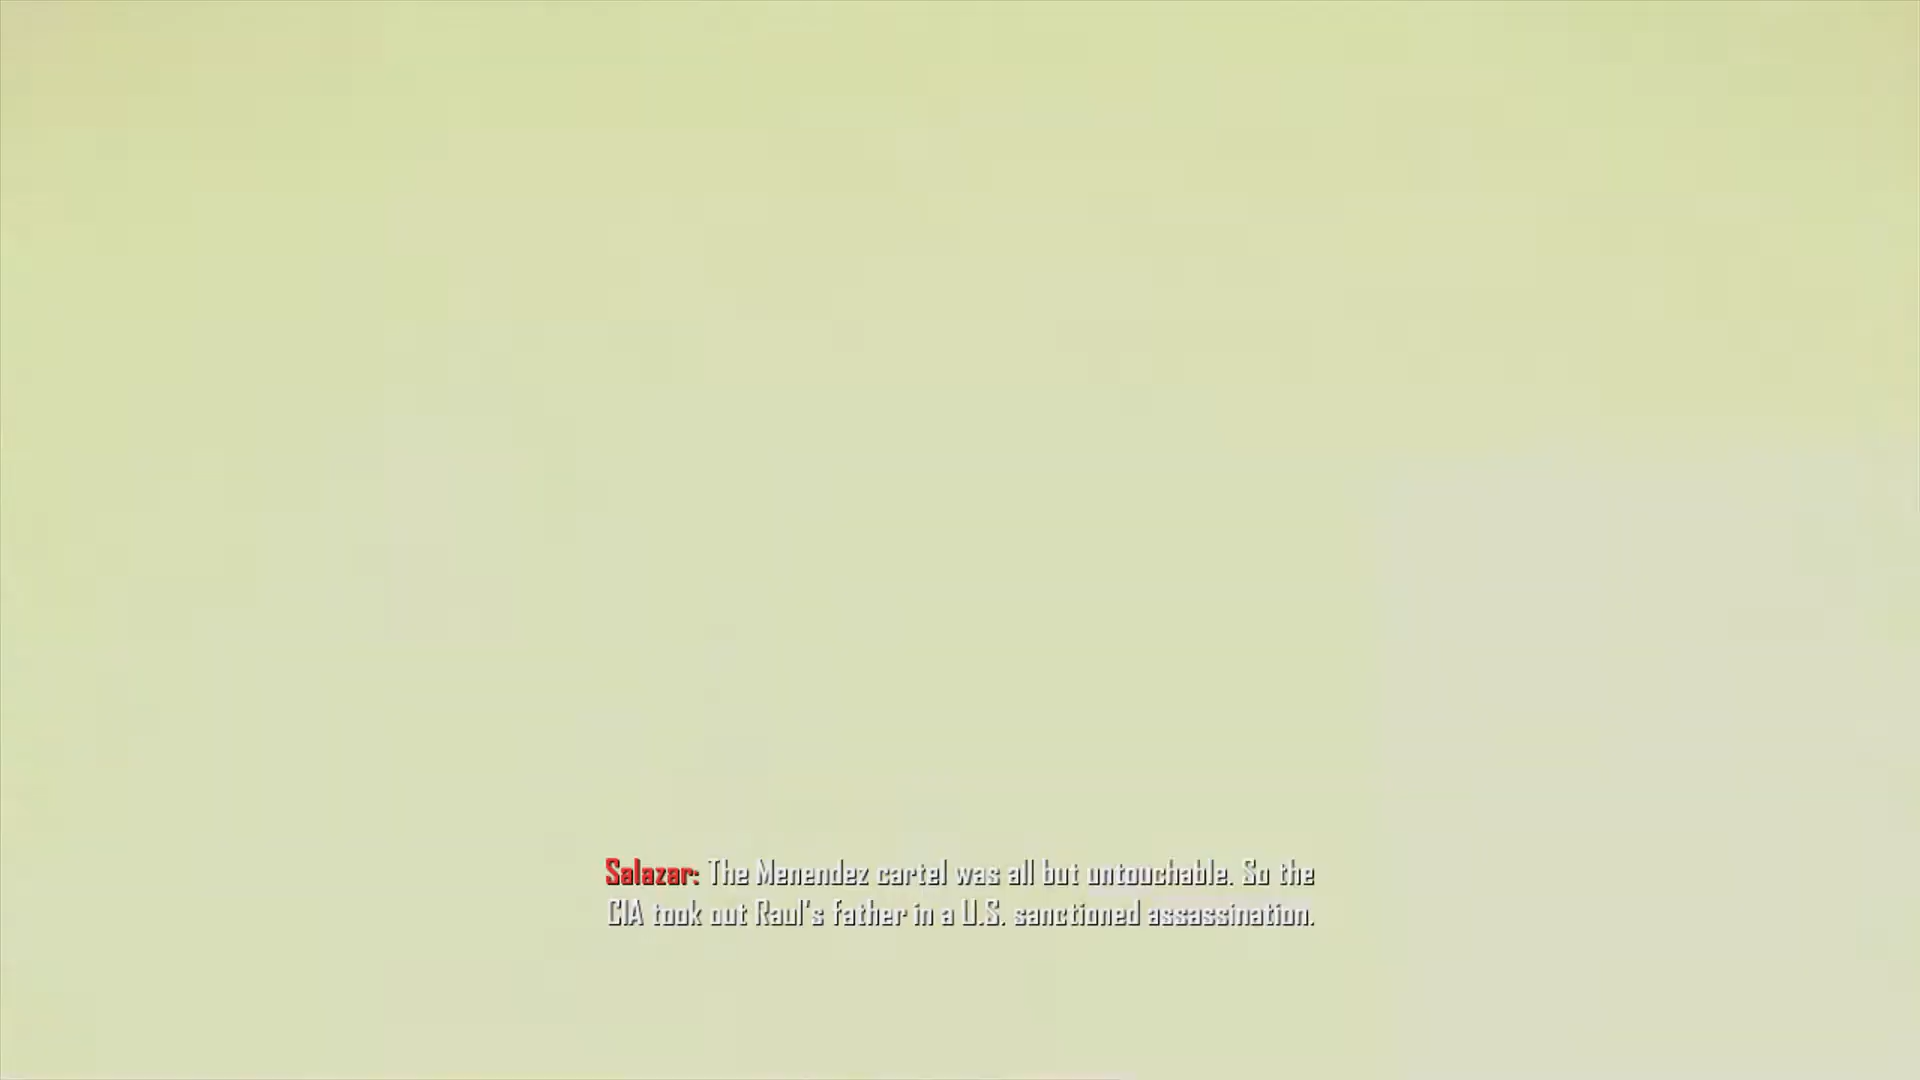 Salazar: The Menendez cartel was all but untouchable. So the
CIA took out Raul's father in a U.S. sanctioned assassination.